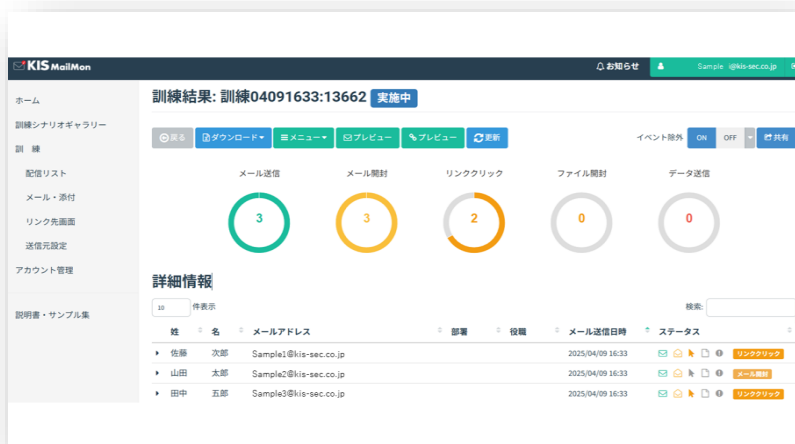 KIS MailMon
お知らせ
Sample @kis-sec.co.jp
ホーム
訓練シナリオギャラリー
訓 練
配信リスト
メール・添付
リンク先画面
送信元設定
アカウント管理
説明書・サンプル集
訓練結果: 訓練04091633:13662 実施中
戻る ダウンロード メニュー プレビュー プレビュー 更新 イベント除外 ON OFF 共有
メール送信 メール開封 リンククリック ファイル開封 データ送信
3 3 2 0 0
詳細情報
10 件表示 検索:
姓 名 メールアドレス 部署 役職 メール送信日時 ステータス
佐藤 次郎 Sample1@kis-sec.co.jp 2025/04/09 16:33 リンククリック
山田 太郎 Sample2@kis-sec.co.jp 2025/04/09 16:33 メール開封
田中 五郎 Sample3@kis-sec.co.jp 2025/04/09 16:33 リンククリック